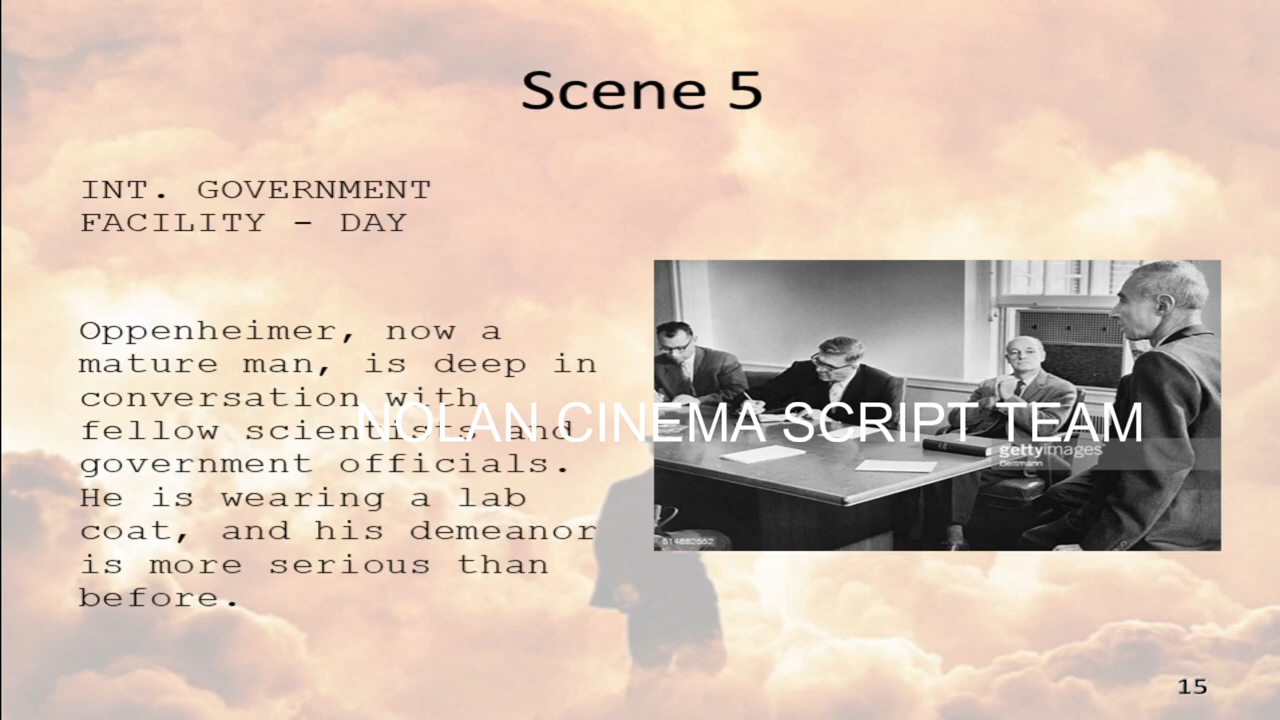 Scene 5
INT. GOVERNMENT
FACILITY - DAY
Oppenheimer, now a
mature man, is deep in
conversation with
fellow scientists and
government officials.
He is wearing a lab
coat, and his demeanor
is more serious than
before.
NOLAN CINEMA SCRIPT TEAM
gettyimages
Bettmann
514882552
15